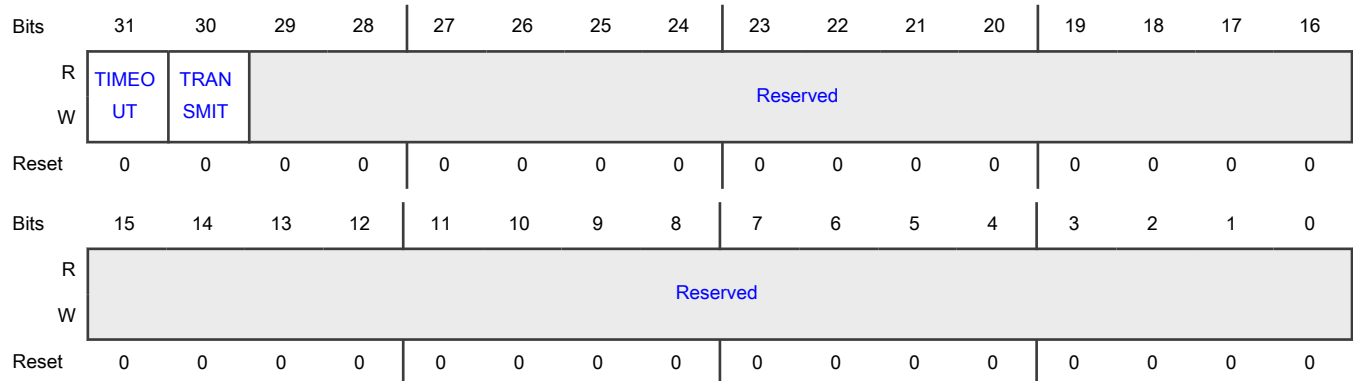 Bits 31 30 29 28 27 26 25 24 23 22 21 20 19 18 17 16
R TIMEO TRAN Reserved
W UT SMIT
Reset 0 0 0 0 0 0 0 0 0 0 0 0 0 0 0 0
Bits 15 14 13 12 11 10 9 8 7 6 5 4 3 2 1 0
R
Reserved
W
Reset 0 0 0 0 0 0 0 0 0 0 0 0 0 0 0 0